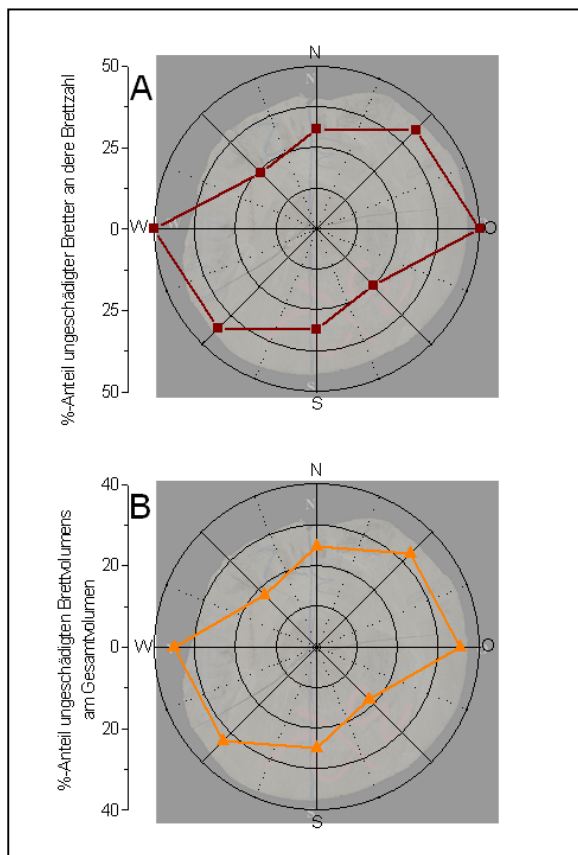 N
A
50
25
0
25
50
%-Anteil ungeschädigter Bretter an dere Brettzahl
N
W
W
O
S
S
N
B
40
20
0
20
40
%-Anteil ungeschädigten Brettvolumens
am Gesamtvolumen
N
W
O
S